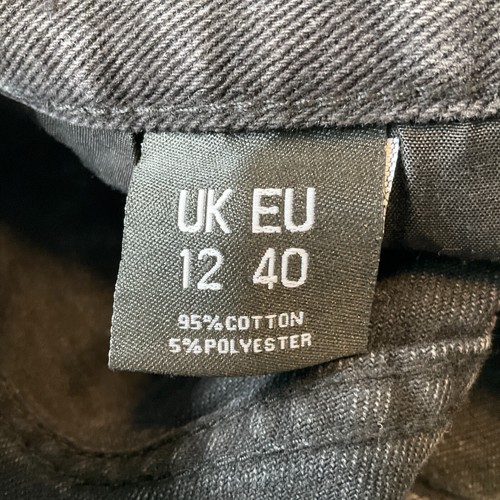 UK EU
12 40
95%COTTON
5%POLYESTER